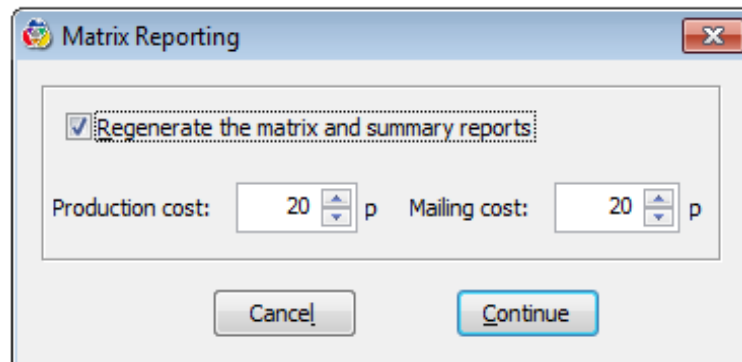 Matrix Reporting
Regenerate the matrix and summary reports
Production cost: 20 p Mailing cost: 20 p
Cancel Continue